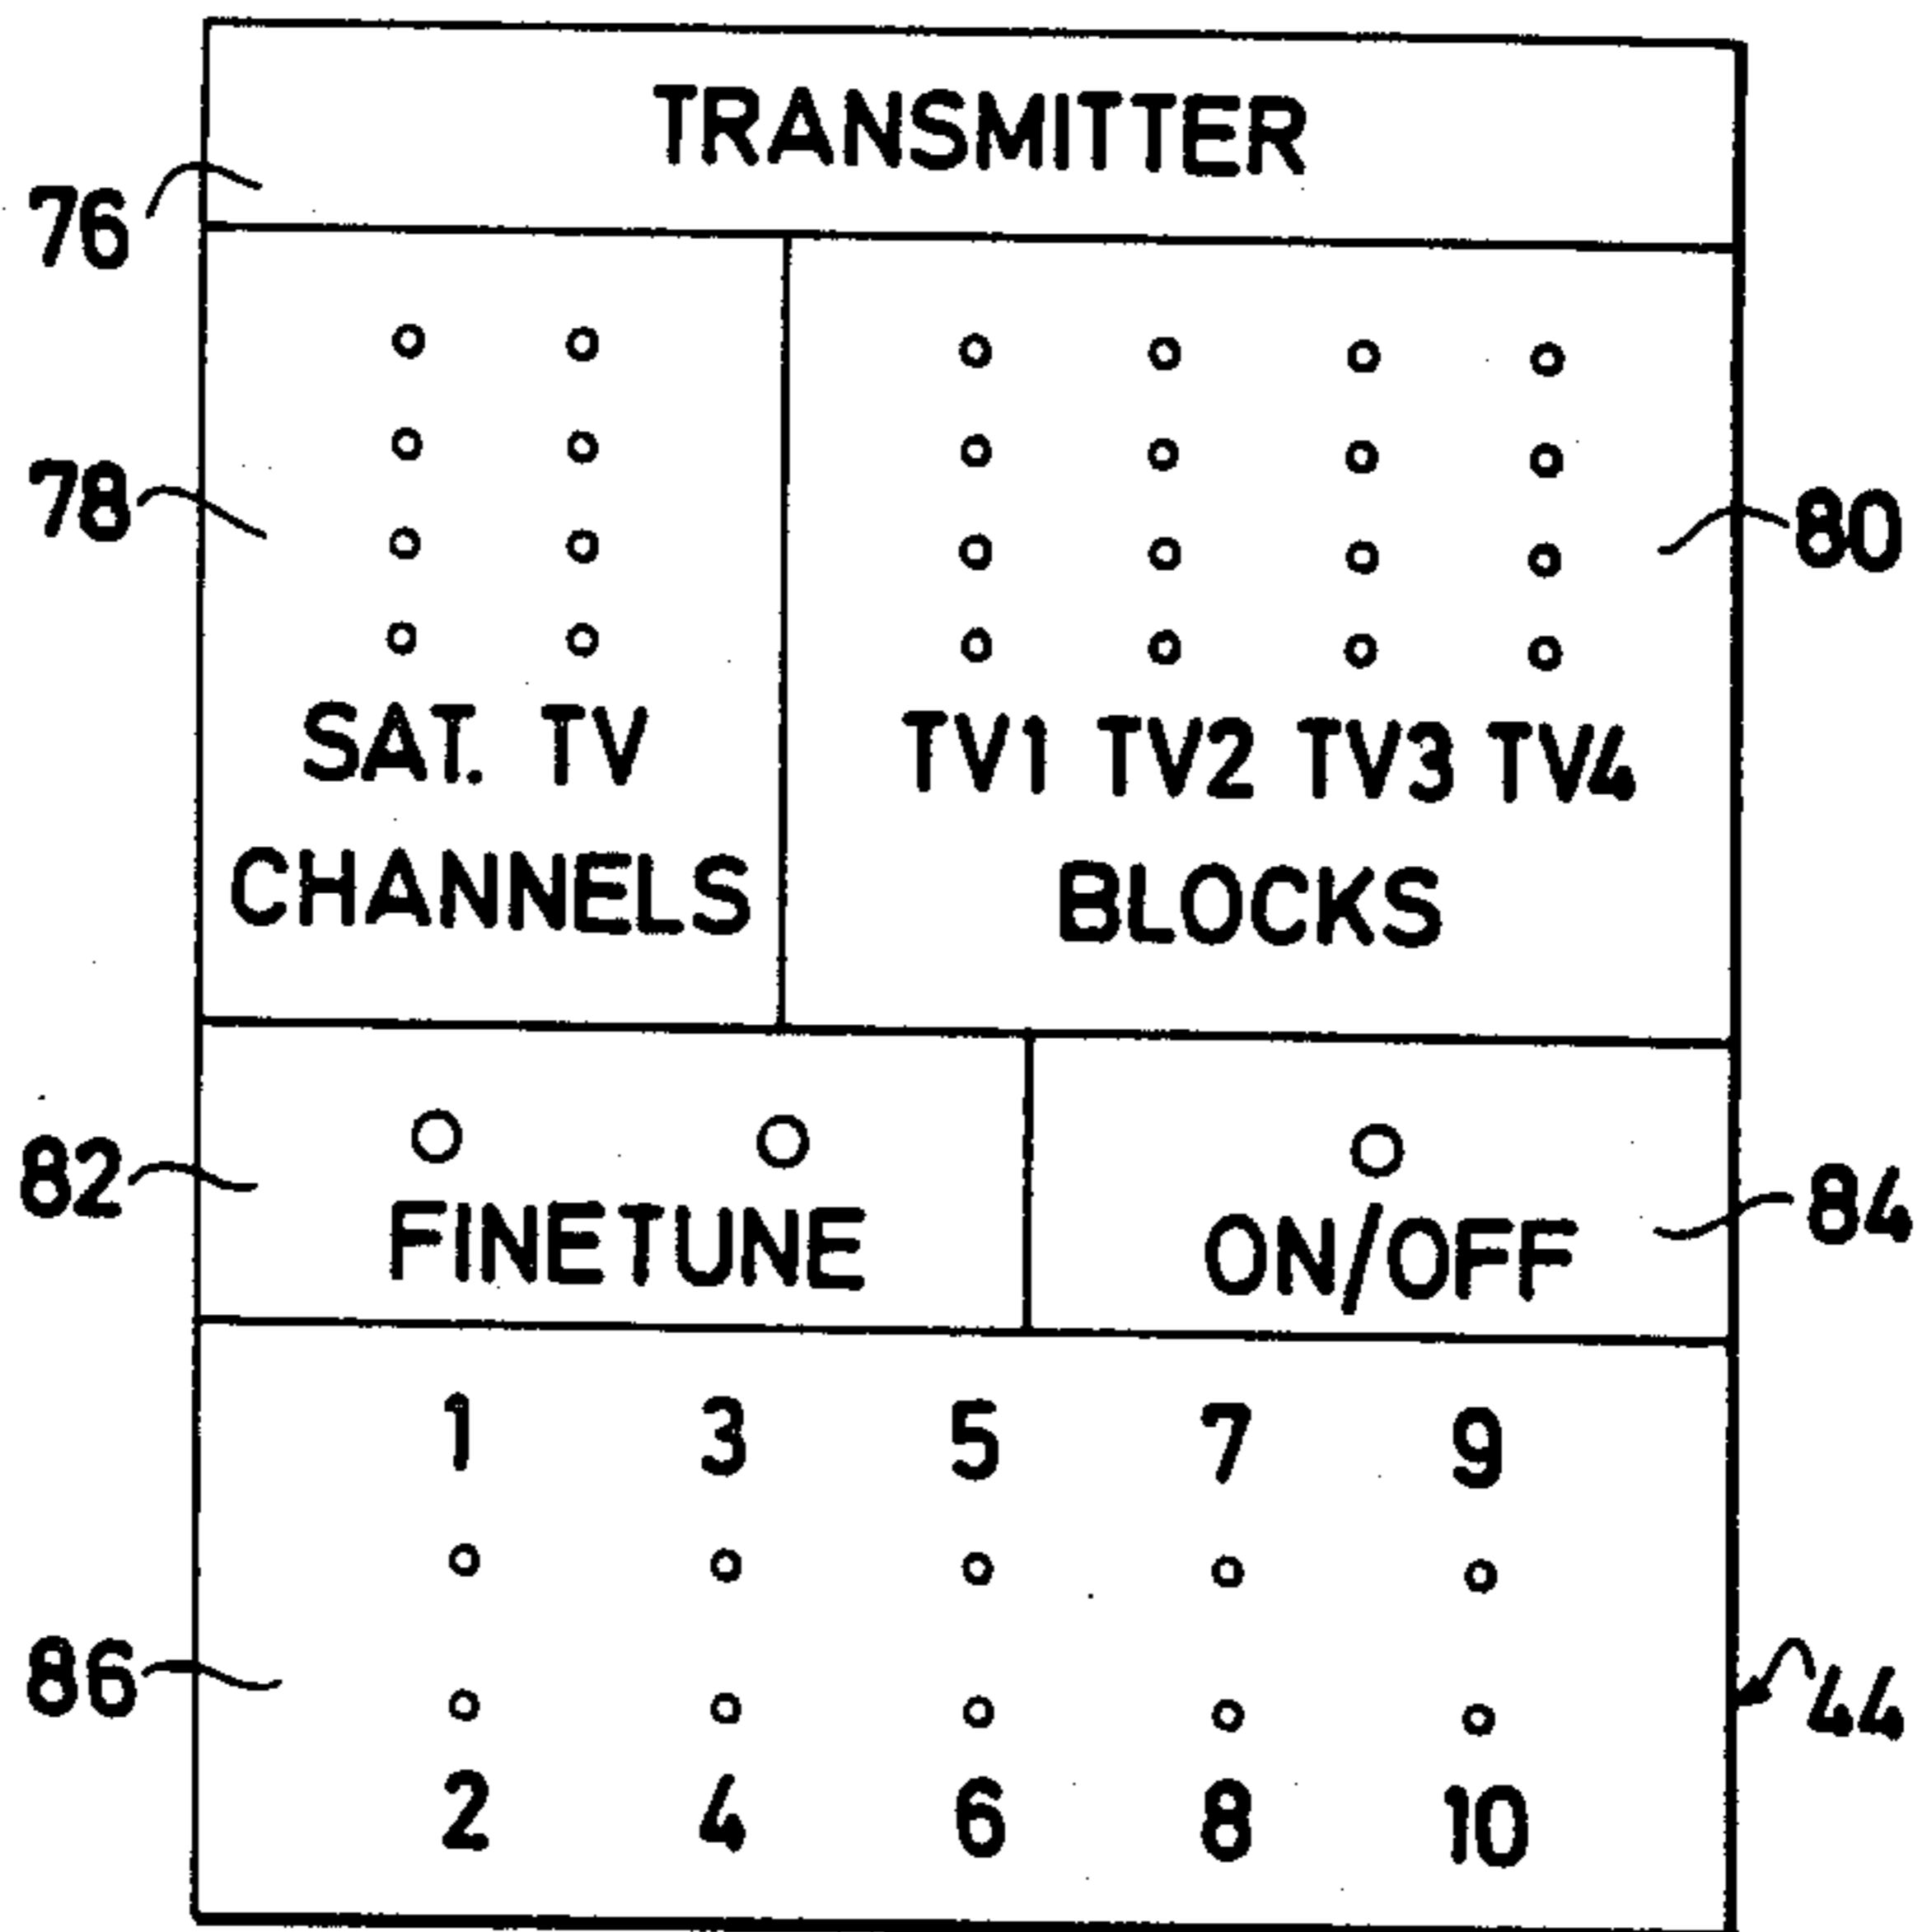 TRANSMITTER
76
78
80
SAT. TV
TV1 TV2 TV3 TV4
CHANNELS
BLOCKS
82
FINETUNE
ON/OFF
84
1 3 5 7 9
86
44
2 4 6 8 10